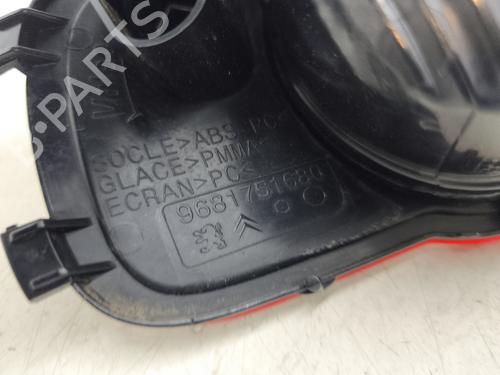 SOCLE>ABS+PC<
GLACE>PMMA<
ECRAN>PC<
9681751680
B-PARTS